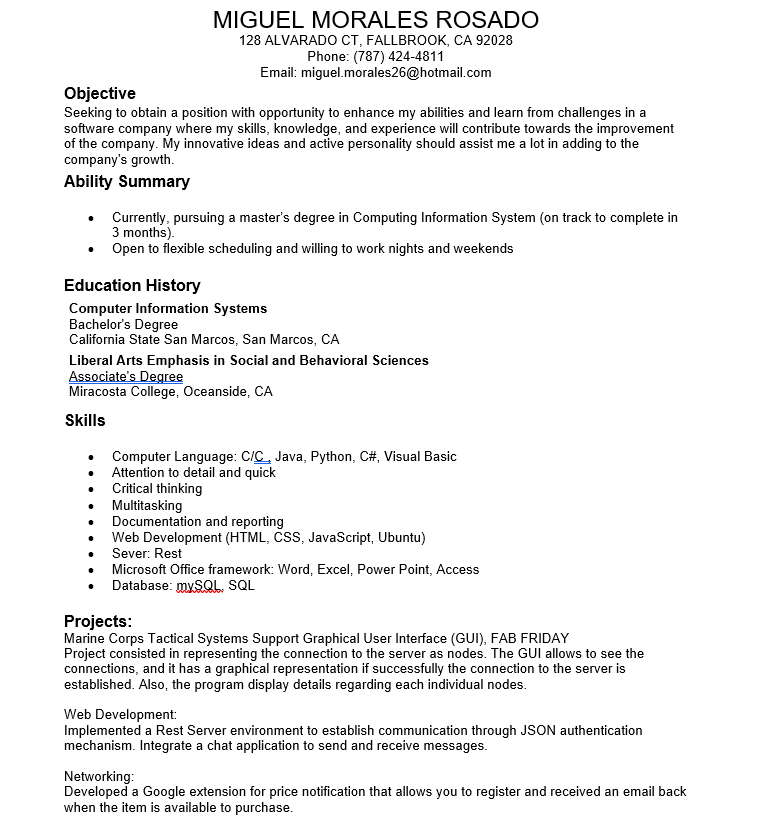 MIGUEL MORALES ROSADO
128 ALVARADO CT, FALLBROOK, CA 92028
Phone: (787) 424-4811
Email: miguel.morales26@hotmail.com
Objective
Seeking to obtain a position with opportunity to enhance my abilities and learn from challenges in a
software company where my skills, knowledge, and experience will contribute towards the improvement
of the company. My innovative ideas and active personality should assist me a lot in adding to the
company's growth.
Ability Summary
• Currently, pursuing a master's degree in Computing Information System (on track to complete in
3 months).
• Open to flexible scheduling and willing to work nights and weekends
Education History
Computer Information Systems
Bachelor's Degree
California State San Marcos, San Marcos, CA
Liberal Arts Emphasis in Social and Behavioral Sciences
Associate's Degree
Miracosta College, Oceanside, CA
Skills
• Computer Language: C/C , Java, Python, C#, Visual Basic
• Attention to detail and quick
• Critical thinking
• Multitasking
• Documentation and reporting
• Web Development (HTML, CSS, JavaScript, Ubuntu)
• Sever: Rest
• Microsoft Office framework: Word, Excel, Power Point, Access
• Database: mySQL, SQL
Projects:
Marine Corps Tactical Systems Support Graphical User Interface (GUI), FAB FRIDAY
Project consisted in representing the connection to the server as nodes. The GUI allows to see the
connections, and it has a graphical representation if successfully the connection to the server is
established. Also, the program display details regarding each individual nodes.
Web Development:
Implemented a Rest Server environment to establish communication through JSON authentication
mechanism. Integrate a chat application to send and receive messages.
Networking:
Developed a Google extension for price notification that allows you to register and received an email back
when the item is available to purchase.